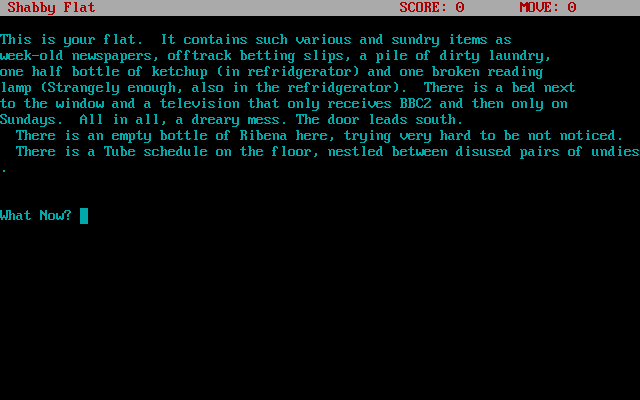 Shabby Flat SCORE: 0 MOVE: 0
This is your flat. It contains such various and sundry items as
week-old newspapers, offtrack betting slips, a pile of dirty laundry,
one half bottle of ketchup (in refridgerator) and one broken reading
lamp (Strangely enough, also in the refridgerator). There is a bed next
to the window and a television that only receives BBC2 and then only on
Sundays. All in all, a dreary mess. The door leads south.
There is an empty bottle of Ribena here, trying very hard to be not noticed.
There is a Tube schedule on the floor, nestled between disused pairs of undies
.
What Now?